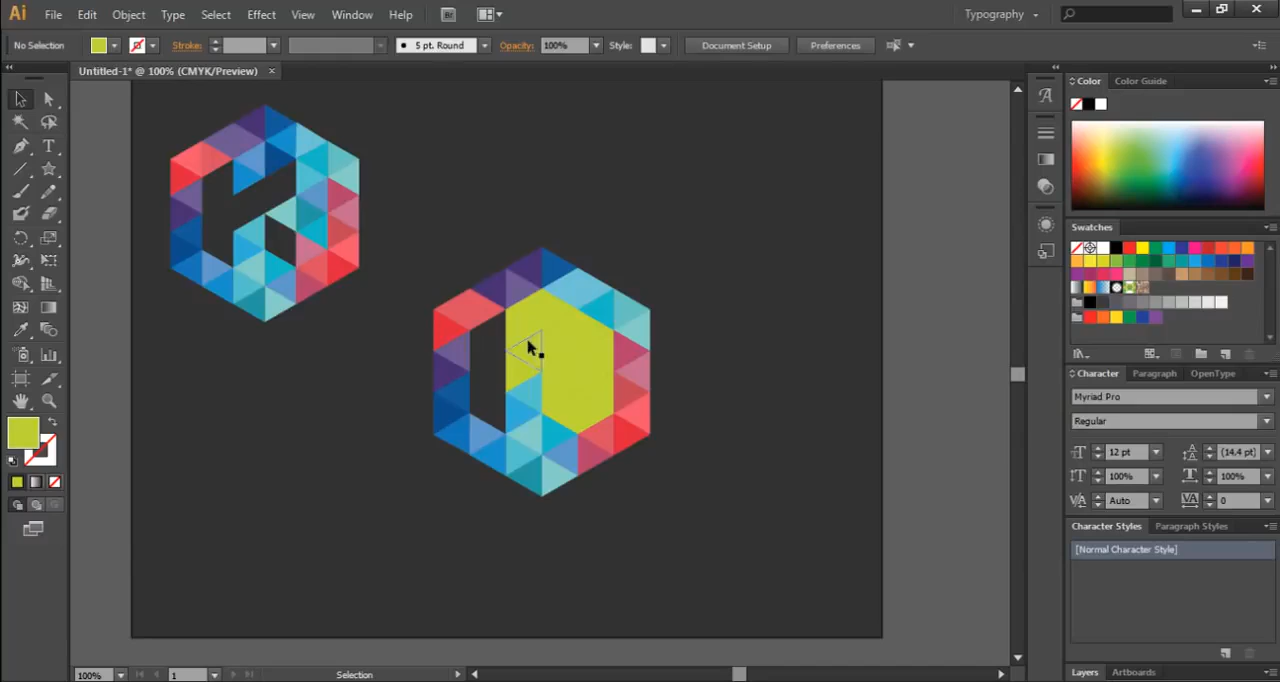 Ai File Edit Object Type Select Effect View Window Help Br Typography
No Selection Stroke: 5 pt. Round Opacity: 100% Style: Document Setup Preferences
Untitled-1* @ 100% (CMYK/Preview) ×
Color Color Guide
Swatches
Character Paragraph OpenType
Myriad Pro
Regular
12 pt (14.4 pt)
100% 100%
Auto 0
Character Styles Paragraph Styles
[Normal Character Style]
Layers Artboards
100% 1 Selection